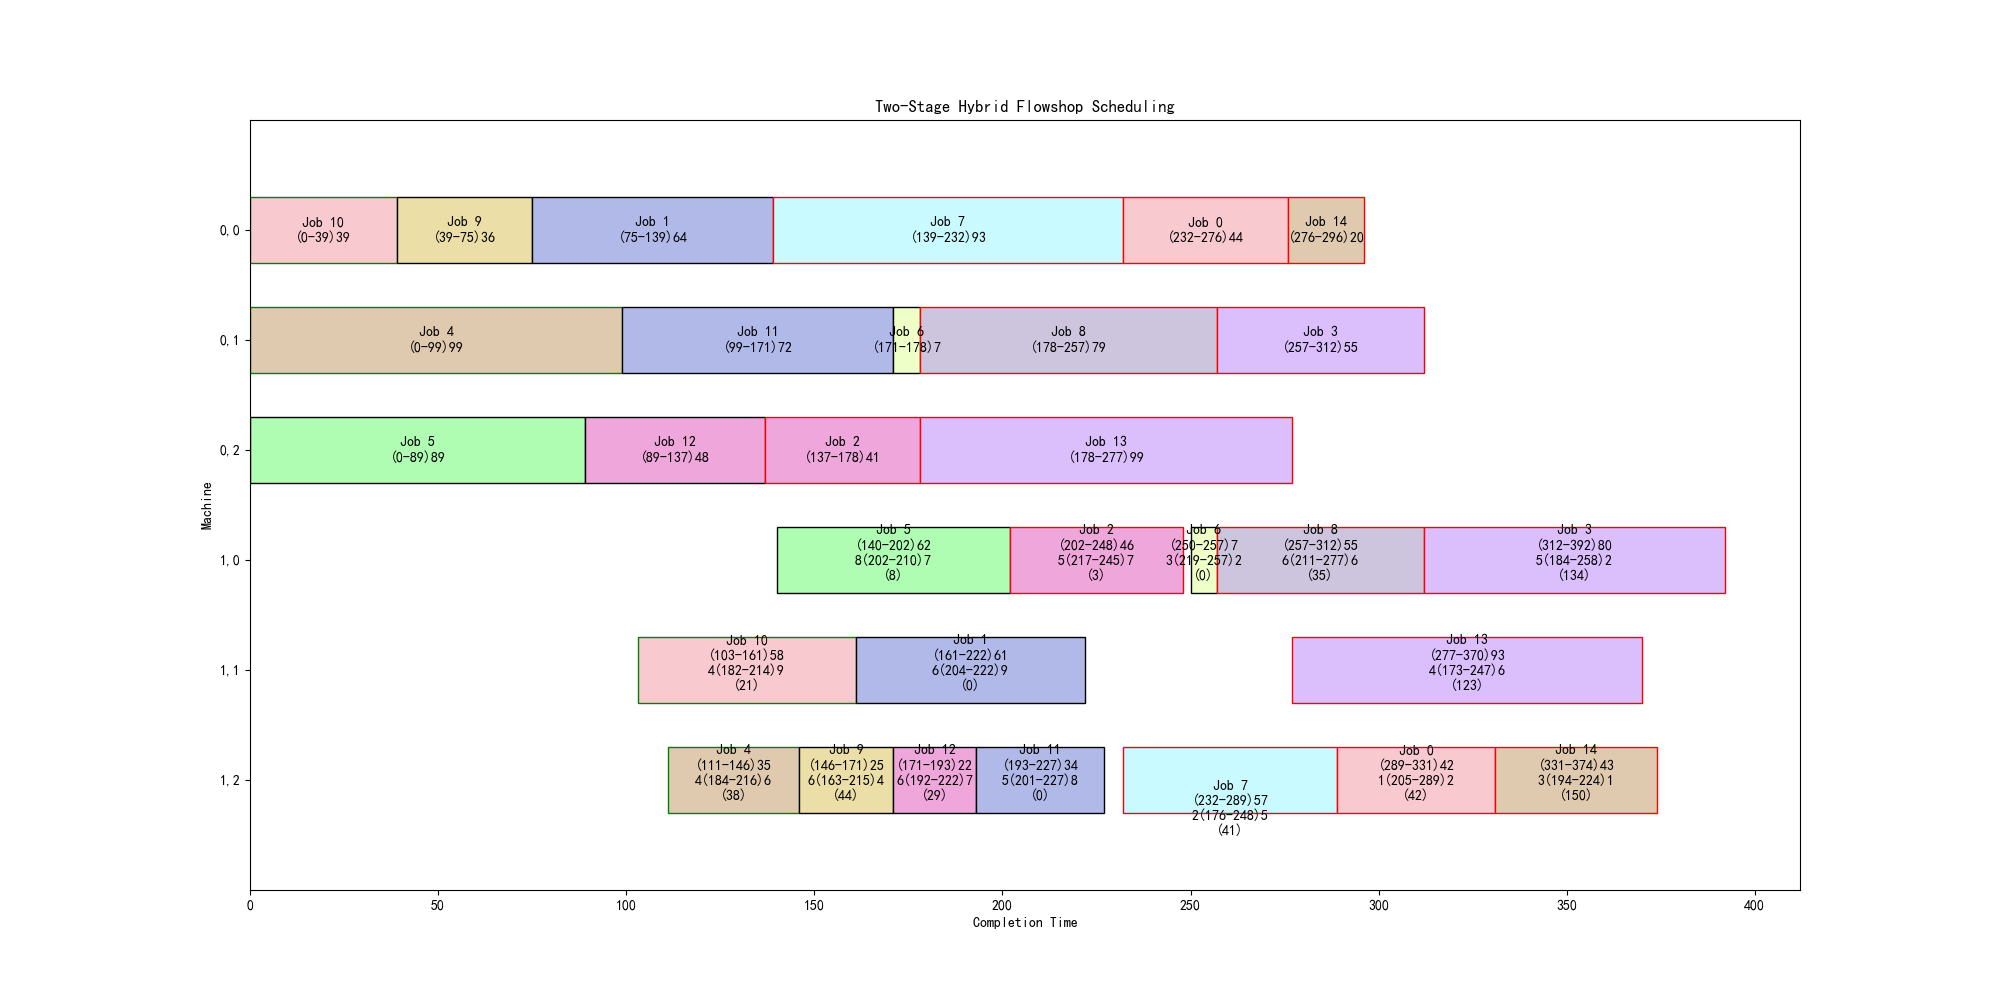 Two-Stage Hybrid Flowshop Scheduling
Machine
0,0
Job 10
(0-39)39
Job 9
(39-75)36
Job 1
(75-139)64
Job 7
(139-232)93
Job 0
(232-276)44
Job 14
(276-296)20
0,1
Job 4
(0-99)99
Job 11
(99-171)72
Job 6
(171-178)7
Job 8
(178-257)79
Job 3
(257-312)55
0,2
Job 5
(0-89)89
Job 12
(89-137)48
Job 2
(137-178)41
Job 13
(178-277)99
1,0
Job 5
(140-202)62
8(202-210)7
(8)
Job 2
(202-248)46
5(217-245)7
(3)
Job 6
(250-257)7
3(219-257)2
(0)
Job 8
(257-312)55
6(211-277)6
(35)
Job 3
(312-392)80
5(184-258)2
(134)
1,1
Job 10
(103-161)58
4(182-214)9
(21)
Job 1
(161-222)61
6(204-222)9
(0)
Job 13
(277-370)93
4(173-247)6
(123)
1,2
Job 4
(111-146)35
4(184-216)6
(38)
Job 9
(146-171)25
6(163-215)4
(44)
Job 12
(171-193)22
6(192-222)7
(29)
Job 11
(193-227)34
5(201-227)8
(0)
Job 7
(232-289)57
2(176-248)5
(41)
Job 0
(289-331)42
1(205-289)2
(42)
Job 14
(331-374)43
3(194-224)1
(150)
0 50 100 150 200 250 300 350 400
Completion Time